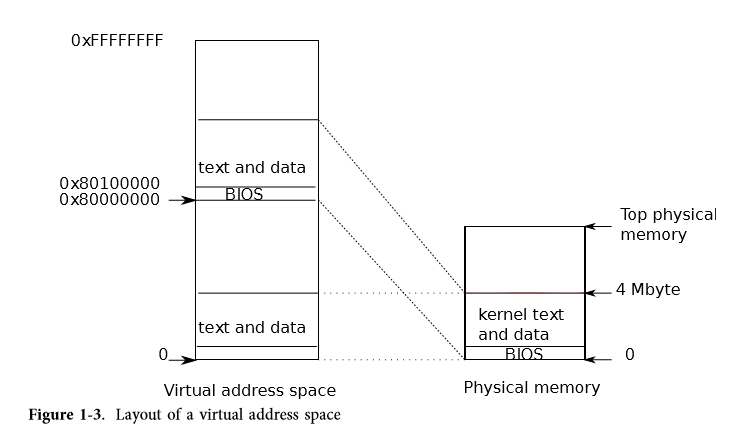 0xFFFFFFFF
text and data
0x80100000
BIOS
0x80000000
Top physical
memory
4 Mbyte
kernel text
and data
text and data
BIOS
0
0
Virtual address space
Physical memory
Figure 1-3. Layout of a virtual address space